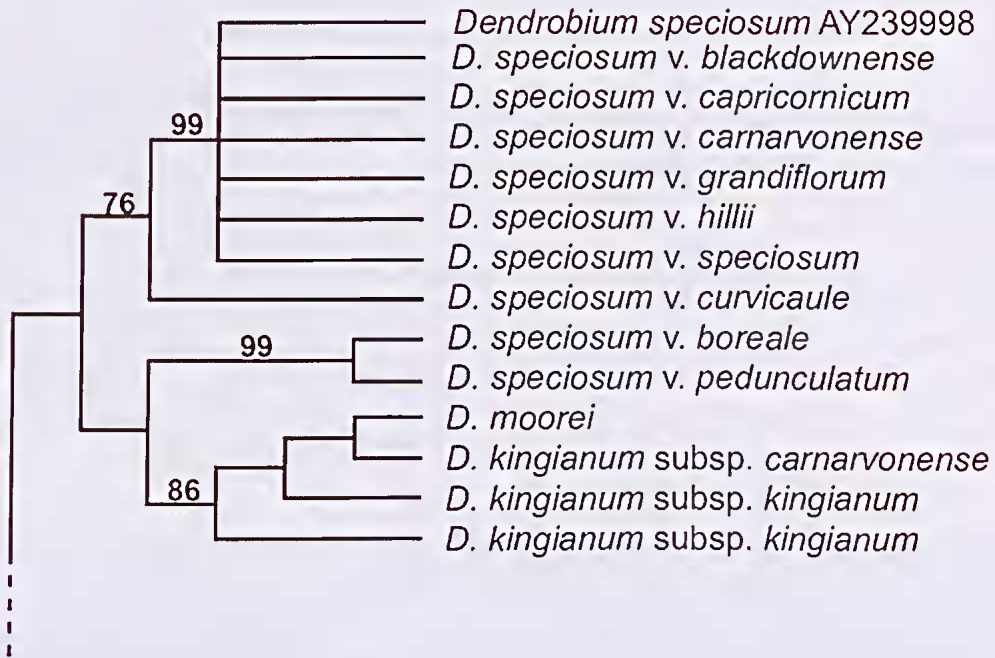 Dendrobium speciosum AY239998
D. speciosum v. blackdownense
D. speciosum v. capricornicum
99
D. speciosum v. carnarvonense
D. speciosum v. grandiflorum
76
D. speciosum v. hillii
D. speciosum v. speciosum
D. speciosum v. curvicaule
D. speciosum v. boreale
99
D. speciosum v. pedunculatum
D. moorei
D. kingianum subsp. carnarvonense
86
D. kingianum subsp. kingianum
D. kingianum subsp. kingianum